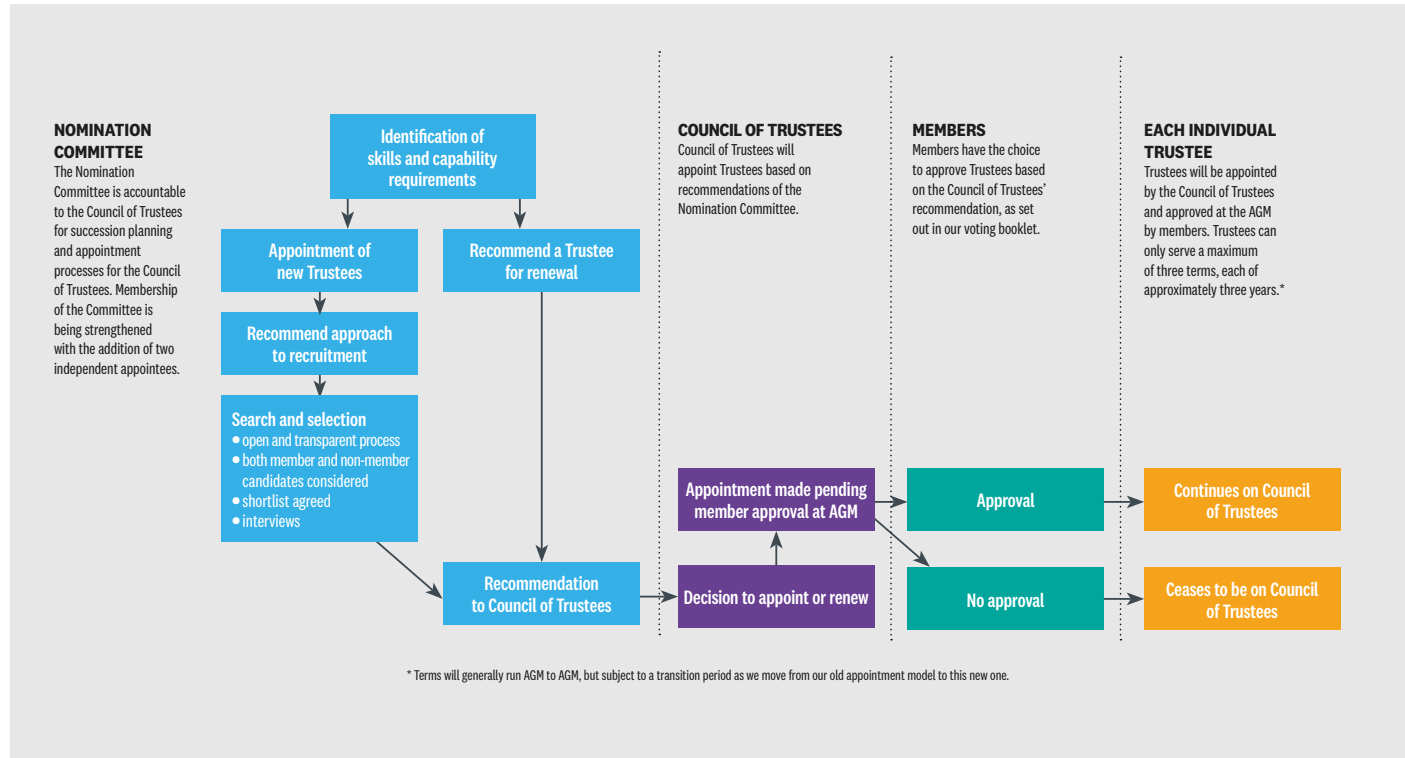 NOMINATION
COMMITTEE
The Nomination
Committee is accountable
to the Council of Trustees
for succession planning
and appointment
processes for the Council
of Trustees. Membership
of the Committee is
being strengthened
with the addition of two
independent appointees.
Identification of
skills and capability
requirements
Appointment of
new Trustees
Recommend a Trustee
for renewal
Recommend approach
to recruitment
Search and selection
● open and transparent process
● both member and non-member
candidates considered
● shortlist agreed
● interviews
Recommendation
to Council of Trustees
COUNCIL OF TRUSTEES
Council of Trustees will
appoint Trustees based on
recommendations of the
Nomination Committee.
Appointment made pending
member approval at AGM
Decision to appoint or renew
MEMBERS
Members have the choice
to approve Trustees based
on the Council of Trustees’
recommendation, as set
out in our voting booklet.
Approval
No approval
EACH INDIVIDUAL
TRUSTEE
Trustees will be appointed
by the Council of Trustees
and approved at the AGM
by members. Trustees can
only serve a maximum
of three terms, each of
approximately three years.*
Continues on Council
of Trustees
Ceases to be on Council
of Trustees
* Terms will generally run AGM to AGM, but subject to a transition period as we move from our old appointment model to this new one.